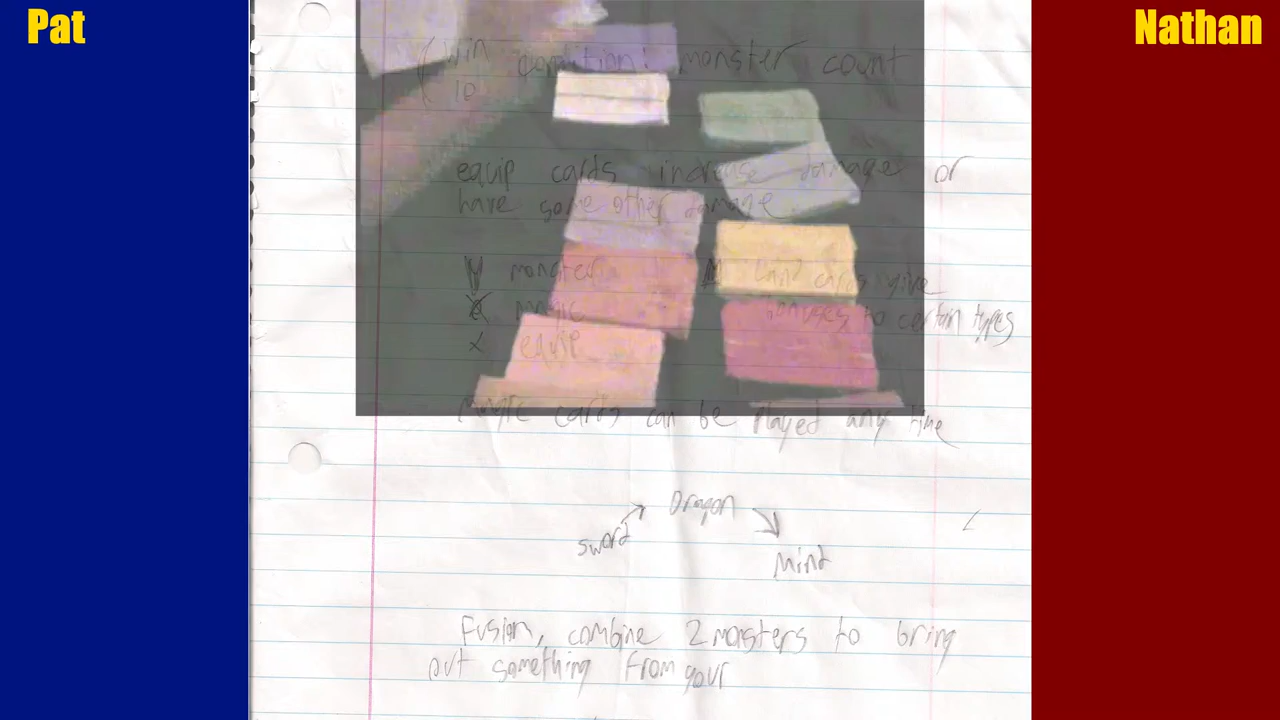 Pat
Nathan
win condition: monster count
10
equip cards increase damage or
have some other damage
monster
land cards give
magic
bonuses to certain types
equip
Magic cards can be played any time
Dragon
sword
Mind
Fusion, combine 2 monsters to bring
out something from your